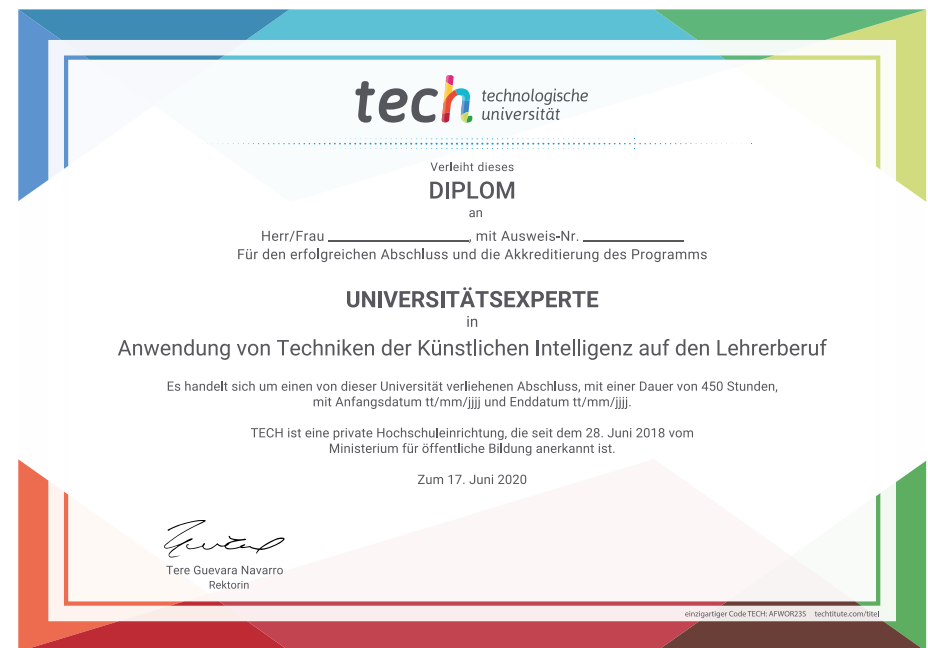 tech technologische
universität
Verleiht dieses
DIPLOM
an
Herr/Frau ____________________, mit Ausweis-Nr. ______________
Für den erfolgreichen Abschluss und die Akkreditierung des Programms
UNIVERSITÄTSEXPERTE
in
Anwendung von Techniken der Künstlichen Intelligenz auf den Lehrerberuf
Es handelt sich um einen von dieser Universität verliehenen Abschluss, mit einer Dauer von 450 Stunden,
mit Anfangsdatum tt/mm/jjjj und Enddatum tt/mm/jjjj.
TECH ist eine private Hochschuleinrichtung, die seit dem 28. Juni 2018 vom
Ministerium für öffentliche Bildung anerkannt ist.
Zum 17. Juni 2020
Tere Guevara Navarro
Rektorin
einzigartiger Code TECH: AFWOR235 techtitute.com/titel